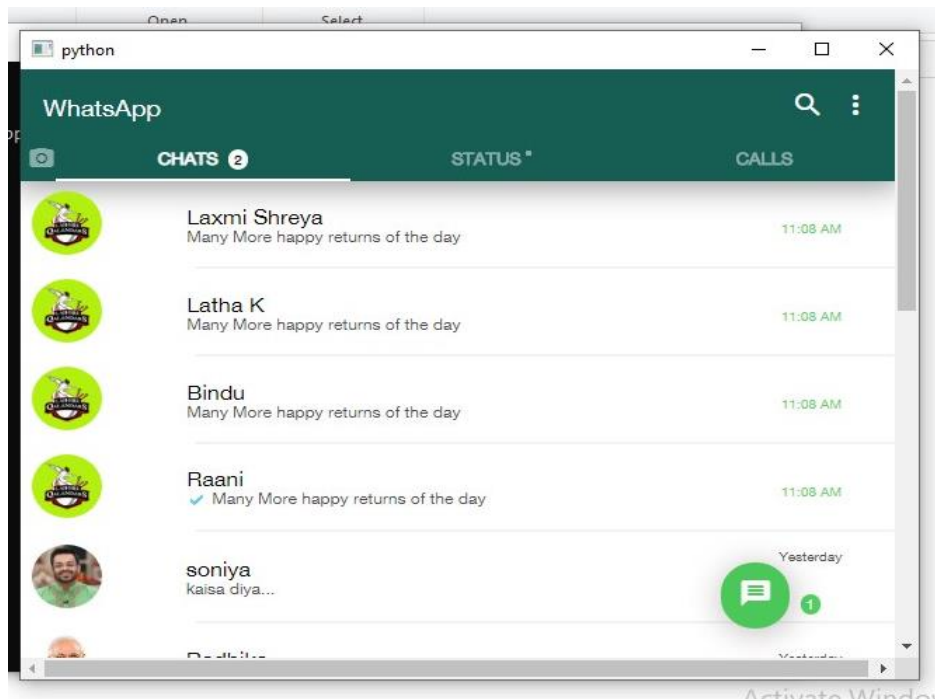 Open Select
python
WhatsApp
CHATS 2 STATUS CALLS
Laxmi Shreya
Many More happy returns of the day
11:08 AM
Latha K
Many More happy returns of the day
11:08 AM
Bindu
Many More happy returns of the day
11:08 AM
Raani
Many More happy returns of the day
11:08 AM
Yesterday
soniya
kaisa diya...
1
Radhika
Yesterday
Activate Window